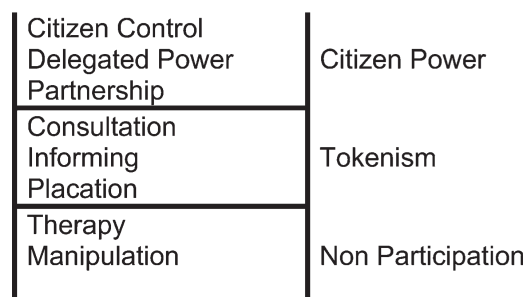 Citizen Control
Delegated Power
Partnership
Citizen Power
Consultation
Informing
Placation
Tokenism
Therapy
Manipulation
Non Participation